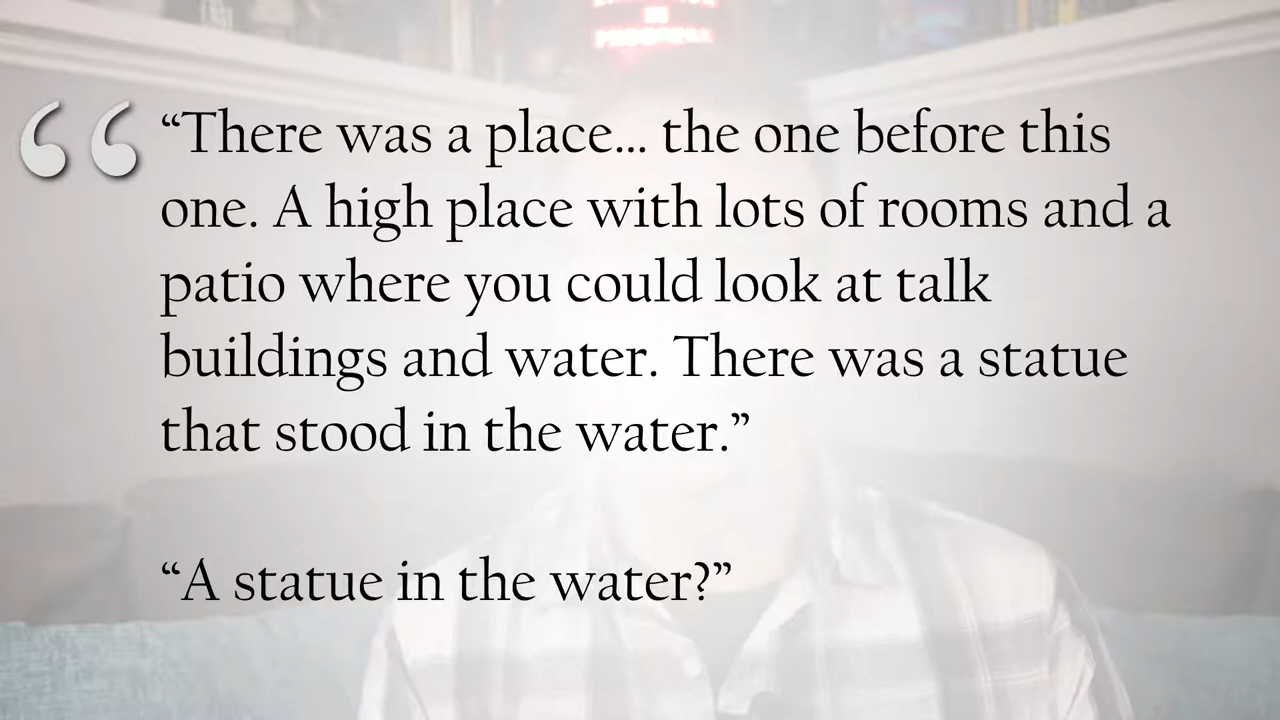 “There was a place... the one before this
one. A high place with lots of rooms and a
patio where you could look at talk
buildings and water. There was a statue
that stood in the water.”
“A statue in the water?”